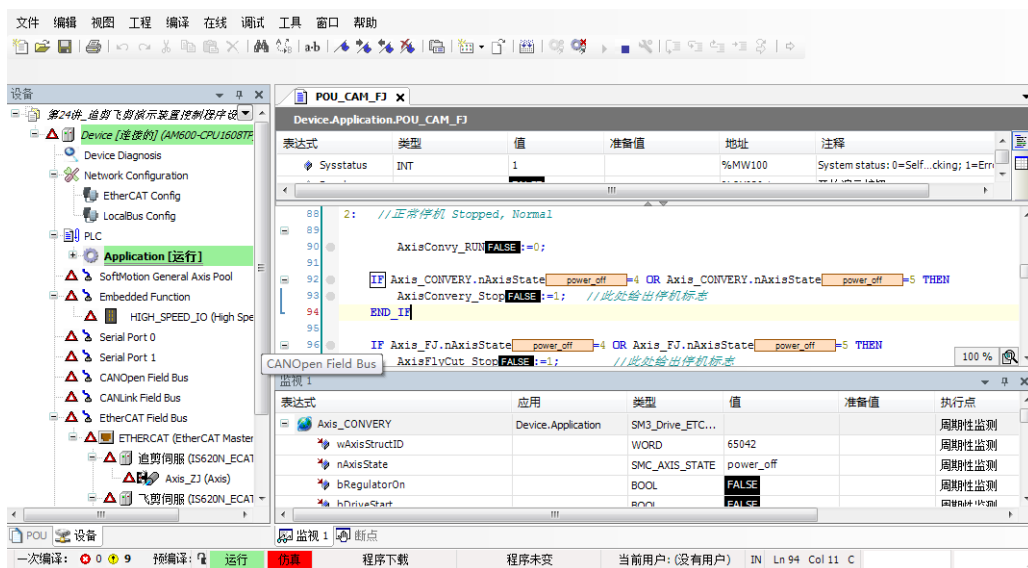 文件 编辑 视图 工程 编译 在线 调试 工具 窗口 帮助
设备
第24讲_追剪飞剪演示装置控制程序设
Device [连接的] (AM600-CPU1608TP
Device Diagnosis
Network Configuration
EtherCAT Config
LocalBus Config
PLC
Application [运行]
SoftMotion General Axis Pool
Embedded Function
HIGH_SPEED_IO (High Spe
Serial Port 0
Serial Port 1
CANOpen Field Bus
CANLink Field Bus
EtherCAT Field Bus
ETHERCAT (EtherCAT Master
追剪伺服 (IS620N_ECAT
Axis_ZJ (Axis)
飞剪伺服 (IS620N_ECAT
POU 设备
CANOpen Field Bus
POU_CAM_FJ
Device.Application.POU_CAM_FJ
表达式 类型 值 准备值 地址 注释
Sysstatus INT 1 %MW100 System status: 0=Self...cking; 1=Erro
88 2: //正常停机 Stopped, Normal
89
90 AxisConvy_RUN FALSE :=0;
91
92 IF Axis_CONVERY.nAxisState power_off =4 OR Axis_CONVERY.nAxisState power_off =5 THEN
93 AxisConvery_Stop FALSE :=1; //此处给出停机标志
94 END_IF
95
96 IF Axis_FJ.nAxisState power_off =4 OR Axis_FJ.nAxisState power_off =5 THEN
AxisFlyCut_Stop FALSE :=1; //此处给出停机标志
100 %
监视 1
表达式 应用 类型 值 准备值 执行点
Axis_CONVERY Device.Application SM3_Drive_ETC... 周期性监测
wAxisStructID WORD 65042 周期性监测
nAxisState SMC_AXIS_STATE power_off 周期性监测
bRegulatorOn BOOL FALSE 周期性监测
bDriveStart BOOL FALSE 周期性监测
监视 1 断点
一次编译: 0 9 预编译: 运行 仿真 程序下载 程序未变 当前用户: (没有用户) IN Ln 94 Col 11 C